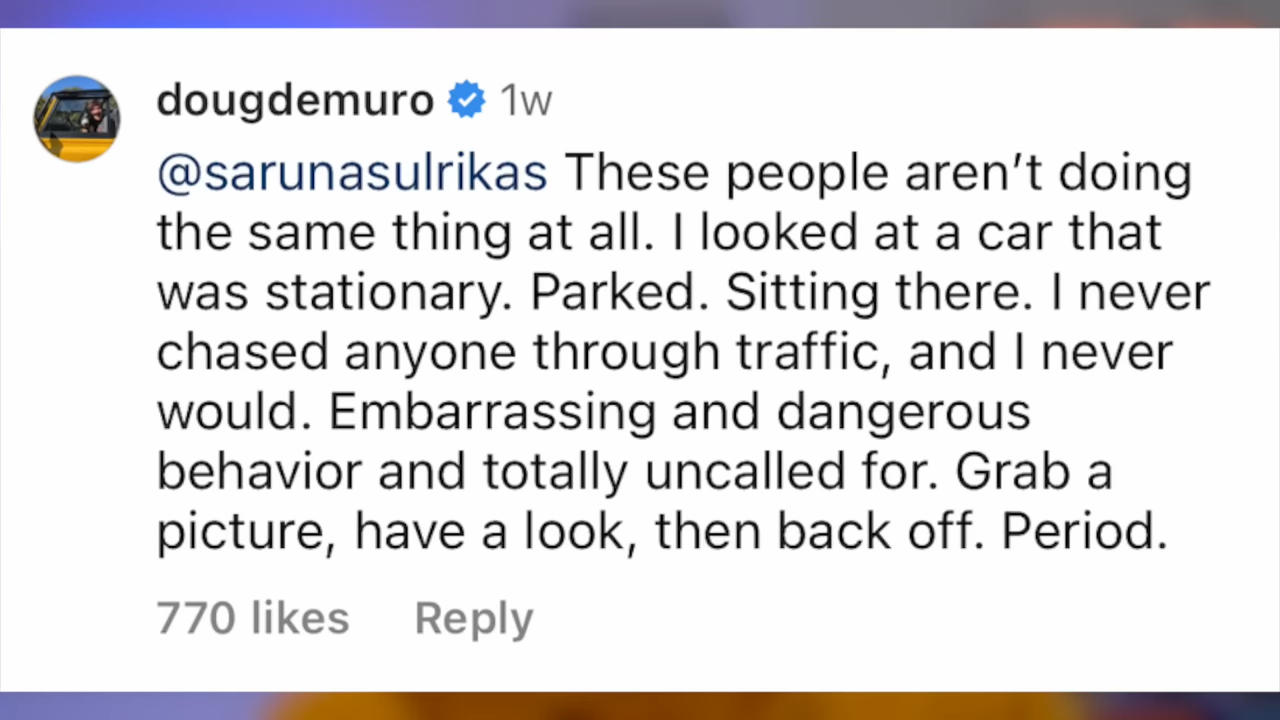 dougdemuro 1w
@sarunasulrikas These people aren’t doing
the same thing at all. I looked at a car that
was stationary. Parked. Sitting there. I never
chased anyone through traffic, and I never
would. Embarrassing and dangerous
behavior and totally uncalled for. Grab a
picture, have a look, then back off. Period.
770 likes Reply